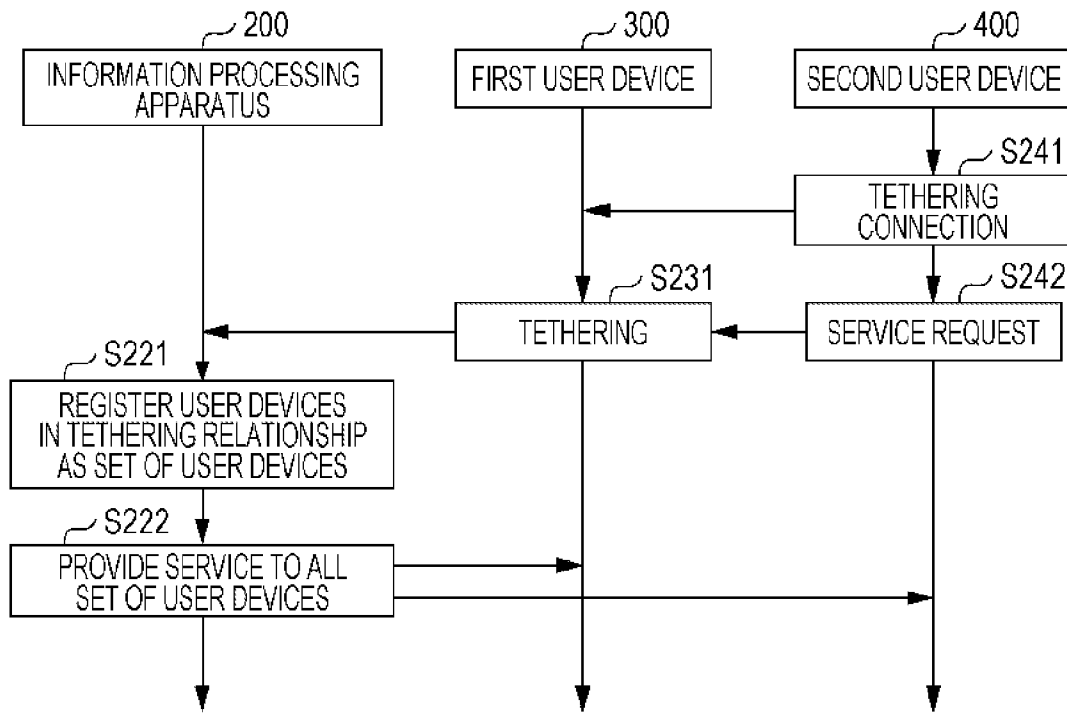 200
300
400
INFORMATION PROCESSING
APPARATUS
FIRST USER DEVICE
SECOND USER DEVICE
S241
TETHERING
CONNECTION
S231
S242
TETHERING
SERVICE REQUEST
S221
REGISTER USER DEVICES
IN TETHERING RELATIONSHIP
AS SET OF USER DEVICES
S222
PROVIDE SERVICE TO ALL
SET OF USER DEVICES